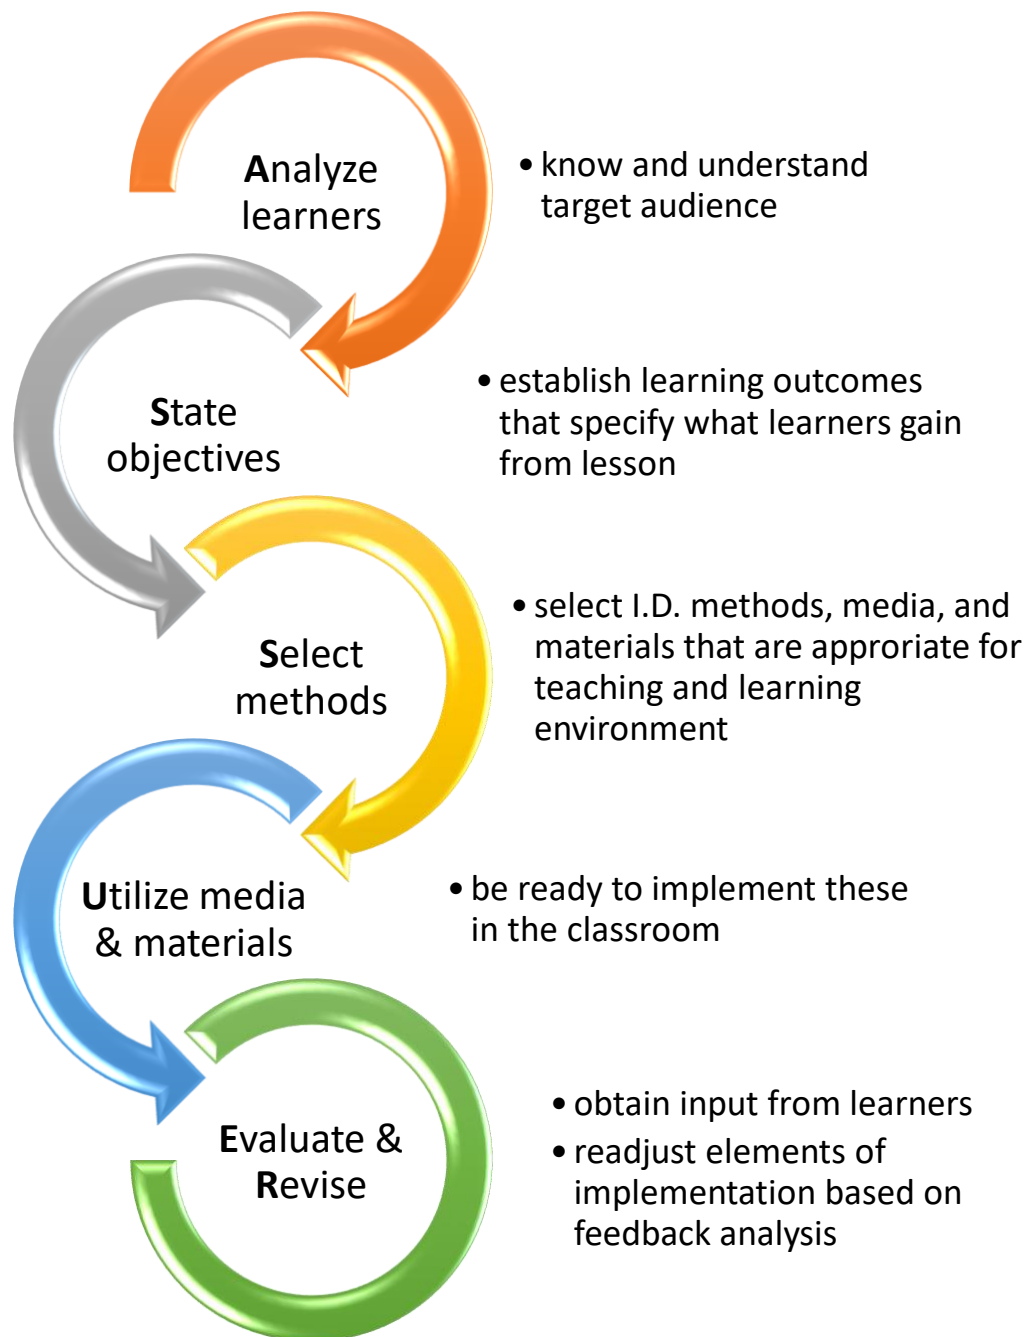 Analyze
learners
• know and understand
target audience
State
objectives
• establish learning outcomes
that specify what learners gain
from lesson
Select
methods
• select I.D. methods, media, and
materials that are approriate for
teaching and learning
environment
Utilize media
& materials
• be ready to implement these
in the classroom
Evaluate &
Revise
• obtain input from learners
• readjust elements of
implementation based on
feedback analysis